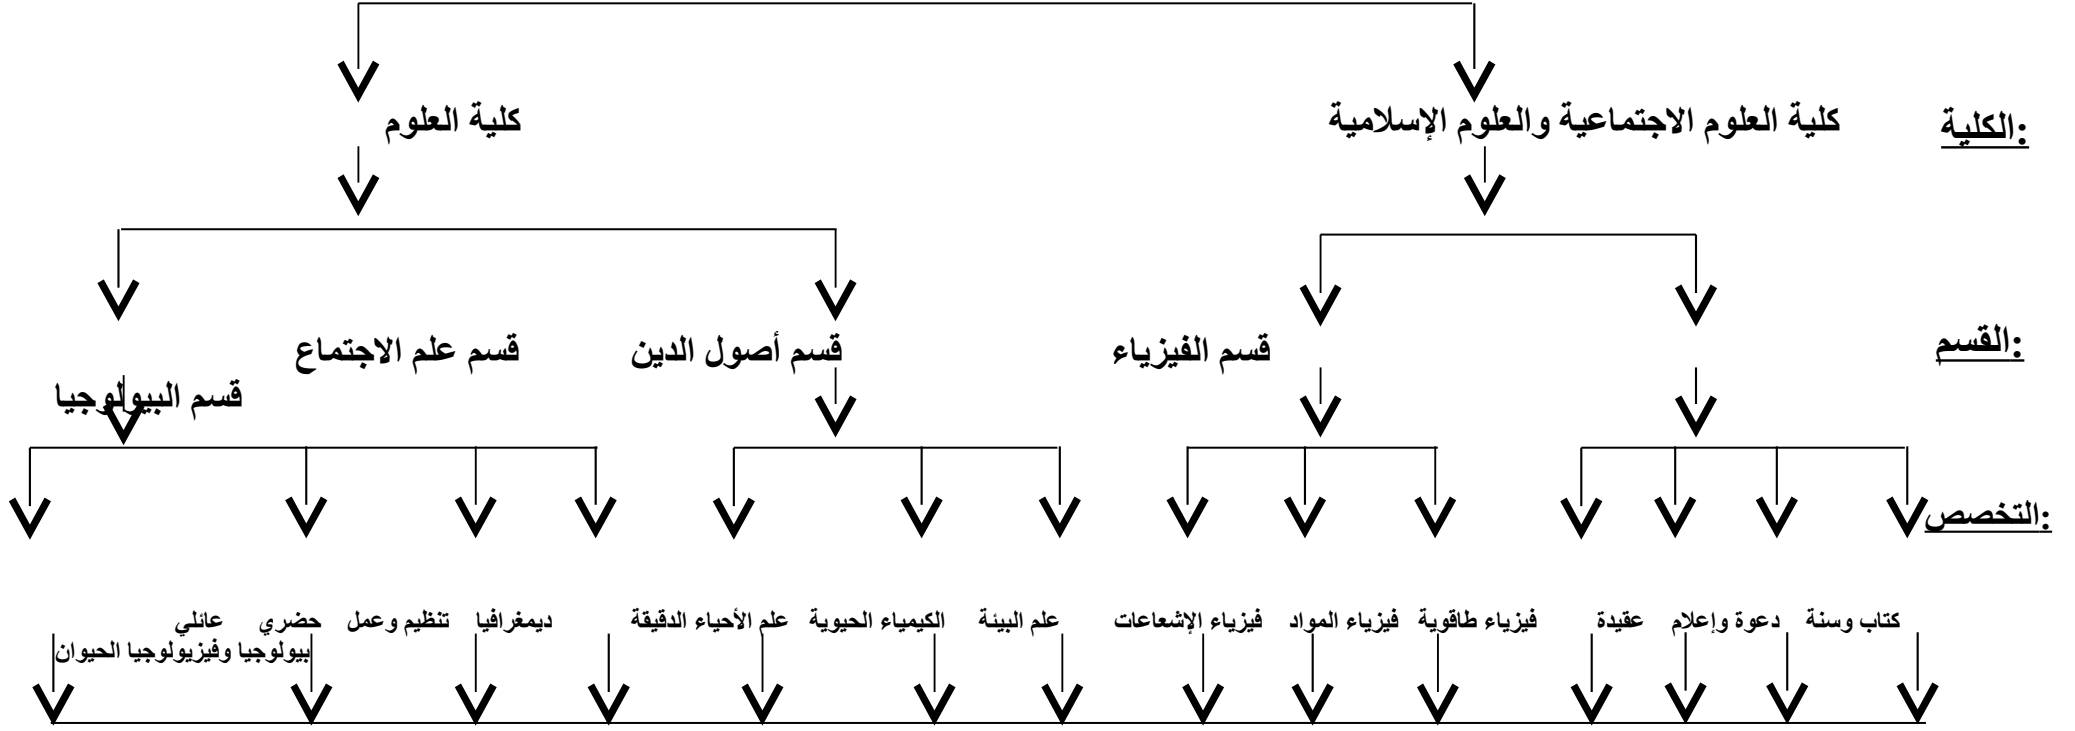 الكلية:
كلية العلوم الاجتماعية والعلوم الإسلامية
كلية العلوم
القسم:
قسم الفيزياء
قسم أصول الدين
قسم علم الاجتماع
قسم البيولوجيا
التخصص:
كتاب وسنة دعوة وإعلام عقيدة فيزياء طاقوية فيزياء المواد فيزياء الإشعاعات علم البيئة الكيمياء الحيوية علم الأحياء الدقيقة ديمغرافيا تنظيم وعمل حضري عائلي
بيولوجيا وفيزيولوجيا الحيوان